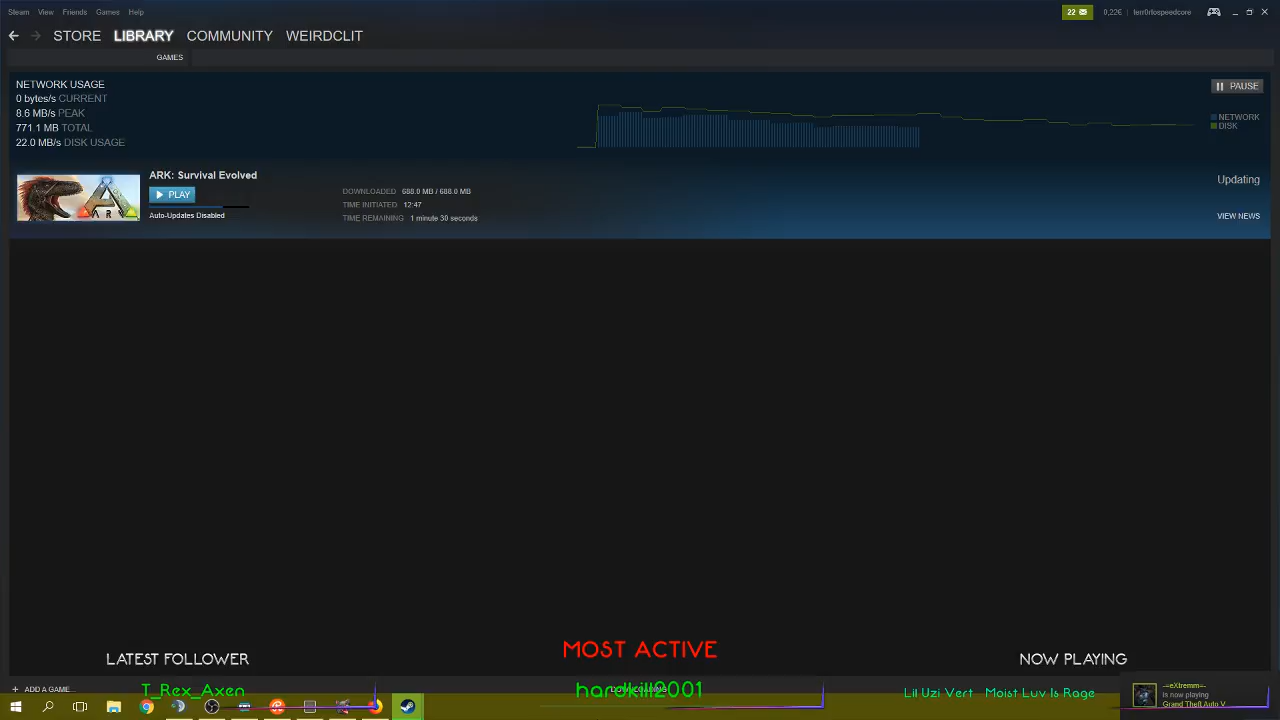 Steam View Friends Games Help
22
0,22€ terr0rlospeedcore
STORE LIBRARY COMMUNITY WEIRDCLIT
GAMES
NETWORK USAGE
0 bytes/s CURRENT
8.6 MB/s PEAK
771.1 MB TOTAL
22.0 MB/s DISK USAGE
PAUSE
NETWORK
DISK
ARK: Survival Evolved
PLAY
Auto-Updates Disabled
DOWNLOADED 688.0 MB / 688.0 MB
TIME INITIATED 12:47
TIME REMAINING 1 minute 30 seconds
Updating
VIEW NEWS
ARK
LATEST FOLLOWER
MOST ACTIVE
NOW PLAYING
+ ADD A GAME...
T_Rex_Axen
hardkill2001
Lil Uzi Vert Moist Luv Is Rage
-=eXtremm=-
is now playing
Grand Theft Auto V